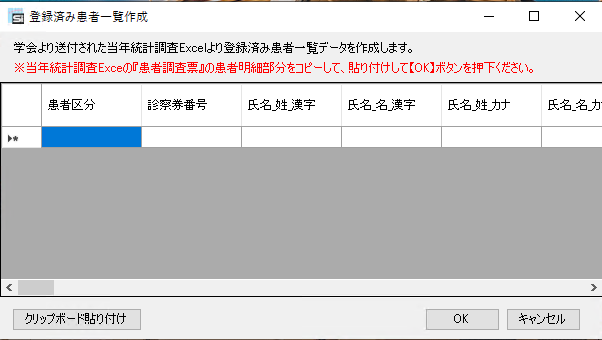 登録済み患者一覧作成
学会より送付された当年統計調査Excelより登録済み患者一覧データを作成します。
※当年統計調査Exceの『患者調査票』の患者明細部分をコピーして、貼り付けして【OK】ボタンを押下ください。
患者区分 診察券番号 氏名_姓_漢字 氏名_名_漢字 氏名_姓_カナ 氏名_名_カ
クリップボード貼り付け OK キャンセル